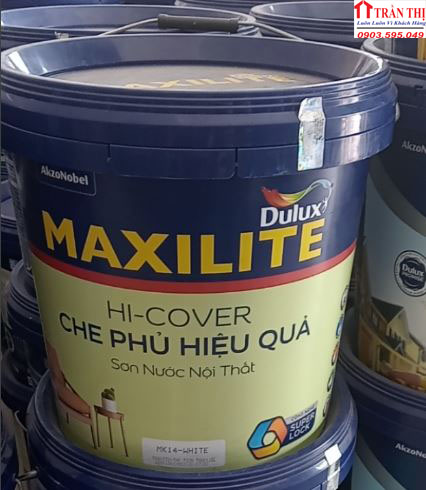 TRẦN THỊ
Luôn Luôn Vì Khách Hàng
0903.595.049
AkzoNobel
Dulux
MAXILITE
HI-COVER
CHE PHỦ HIỆU QUẢ
Sơn Nước Nội Thất
SUPER
LOCK
MK14-WHITE
AkzoNobel
Dulux
AkzoNobel